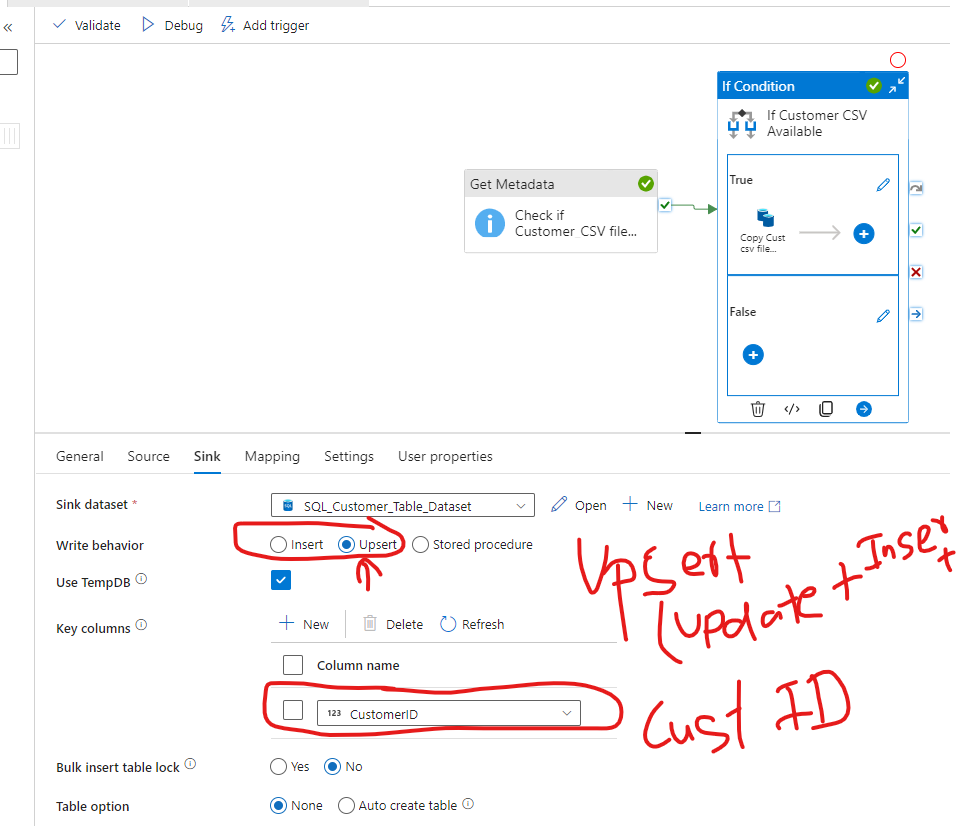 «
Validate Debug Add trigger
If Condition
If Customer CSV
Available
Get Metadata
Check if
Customer_CSV file...
True
Copy Cust
csv file...
False
</>
General Source Sink Mapping Settings User properties
Sink dataset * SQL_Customer_Table_Dataset Open New Learn more
Write behavior Insert Upsert Stored procedure
Upsert
(update + Insert
Use TempDB
Key columns New Delete Refresh
Column name
123 CustomerID
Cust ID
Bulk insert table lock Yes No
Table option None Auto create table